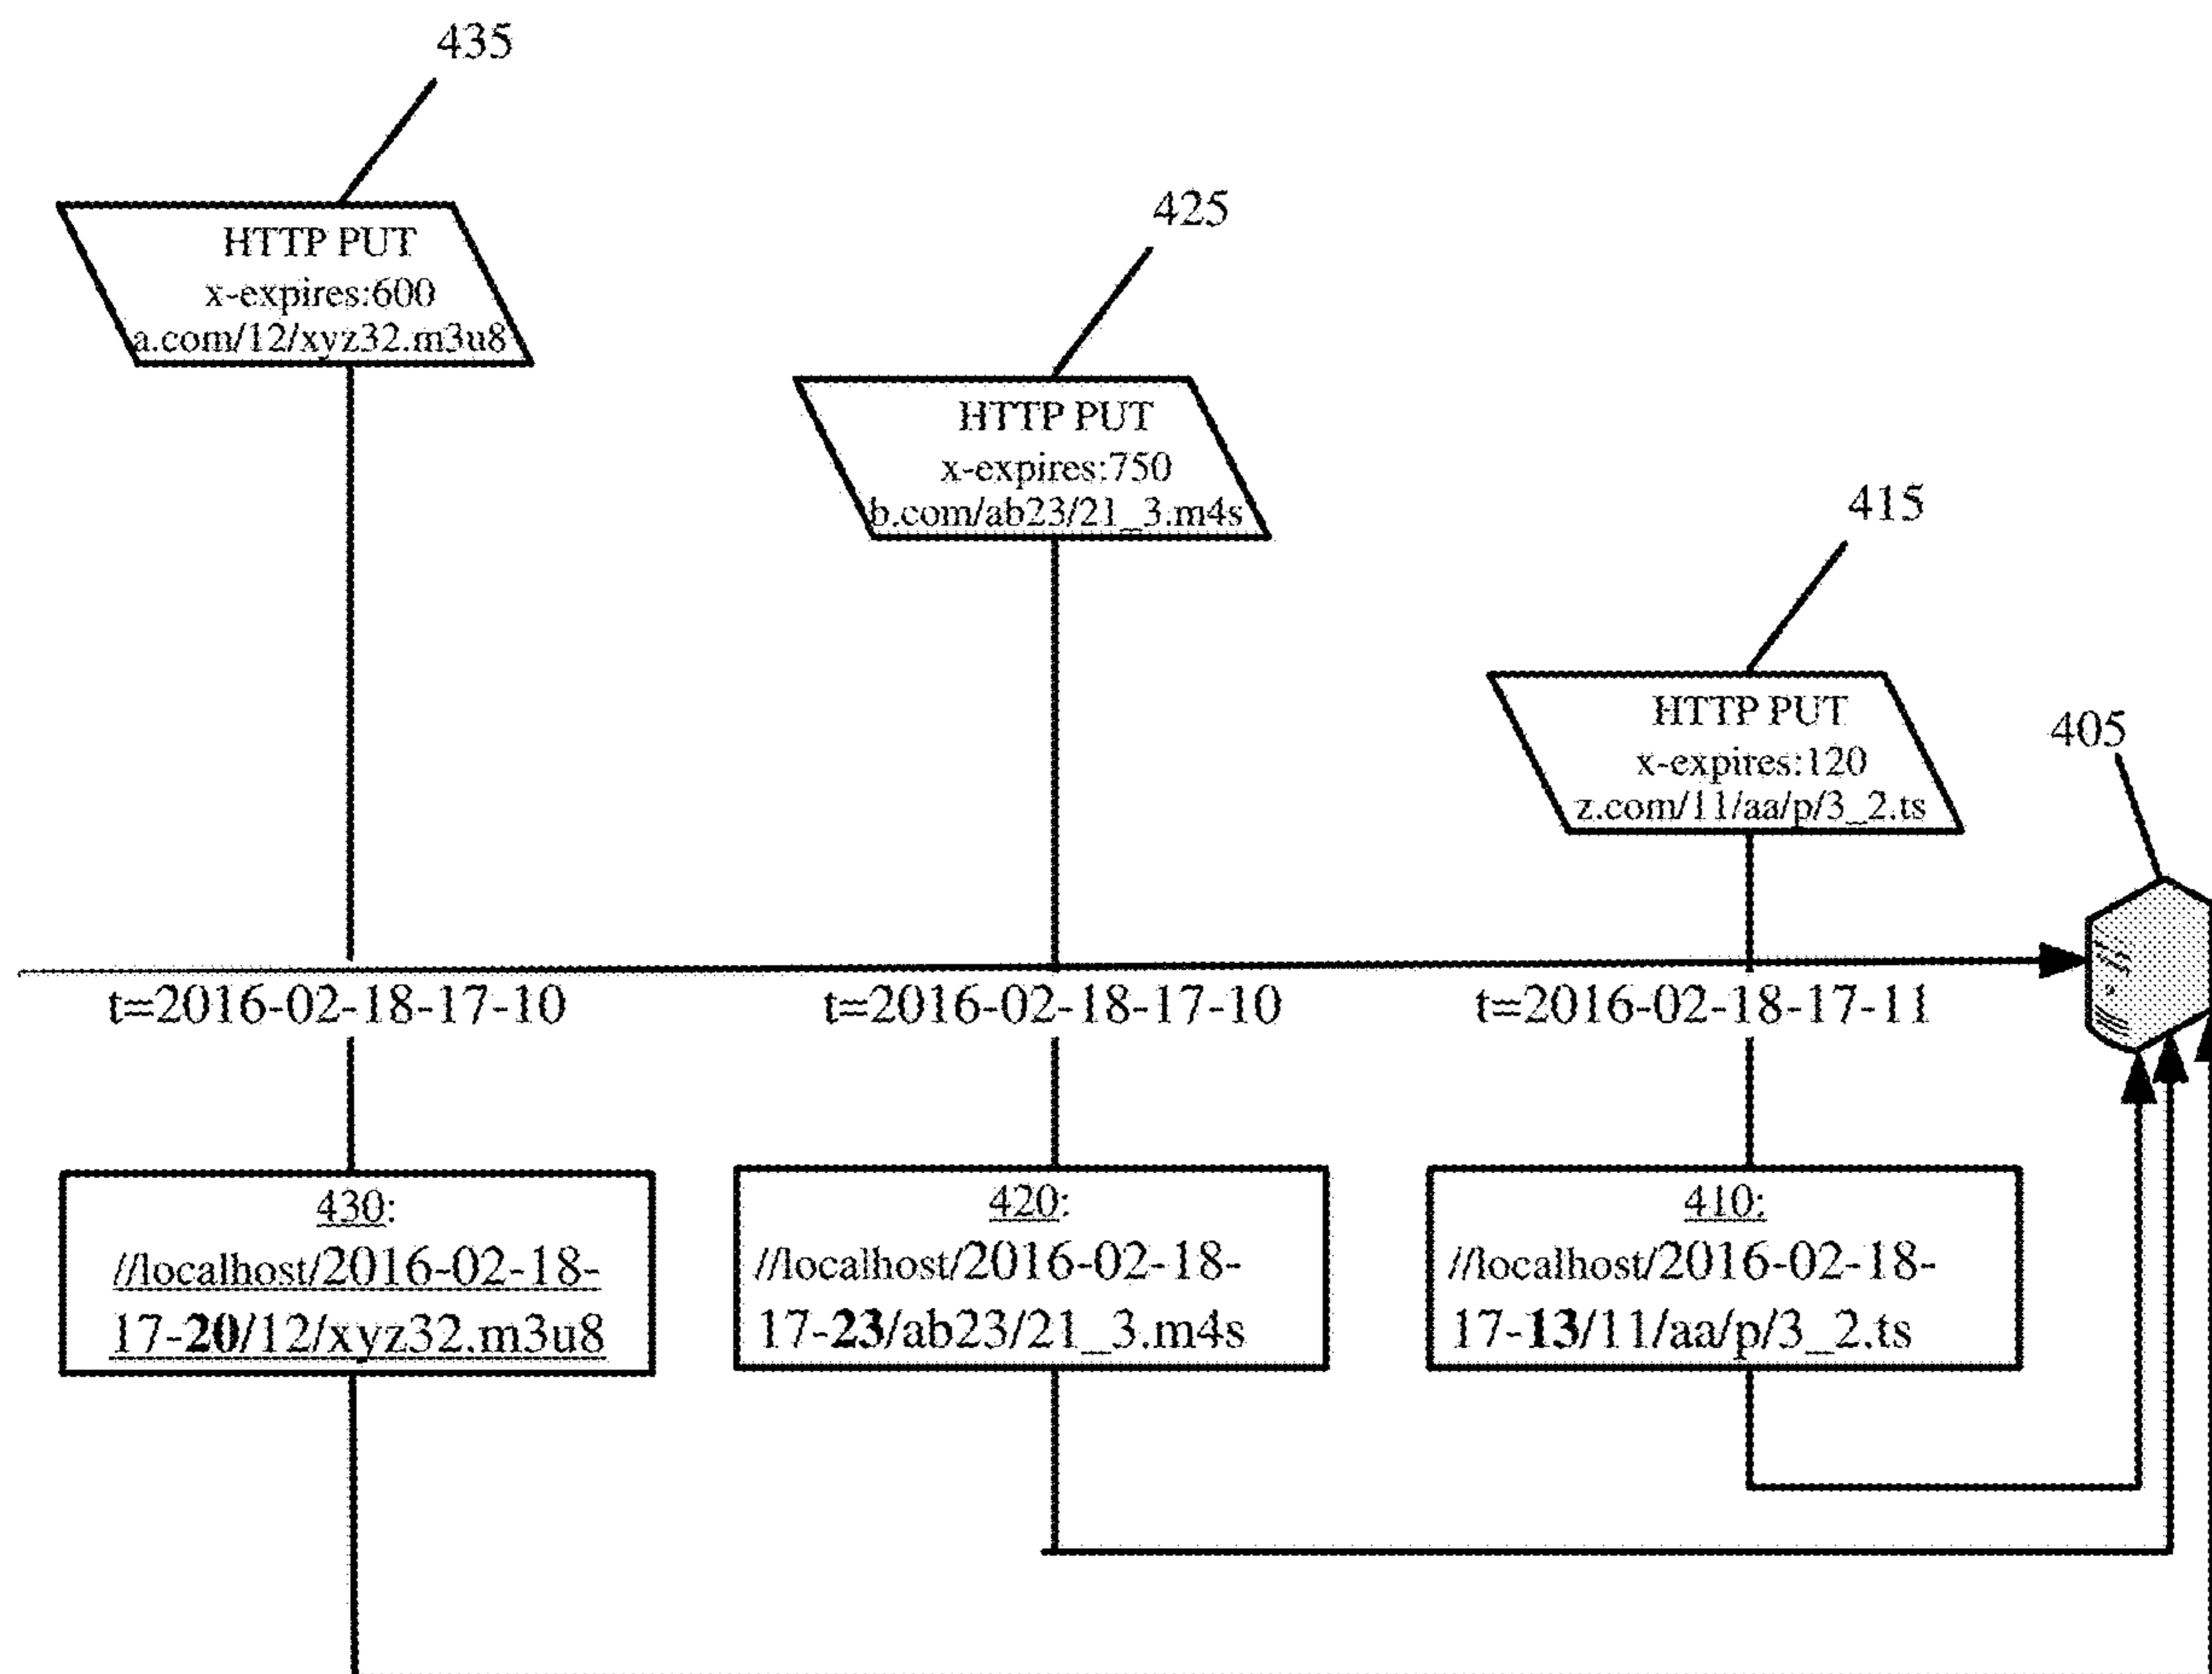 435
HTTP PUT
x-expires:600
a.com/12/xyz32.m3u8
425
HTTP PUT
x-expires:750
b.com/ab23/21_3.m4s
415
HTTP PUT
x-expires:120
z.com/11/aa/p/3_2.ts
405
t=2016-02-18-17-10
t=2016-02-18-17-10
t=2016-02-18-17-11
430:
//localhost/2016-02-18-
17-20/12/xyz32.m3u8
420:
//localhost/2016-02-18-
17-23/ab23/21_3.m4s
410:
//localhost/2016-02-18-
17-13/11/aa/p/3_2.ts